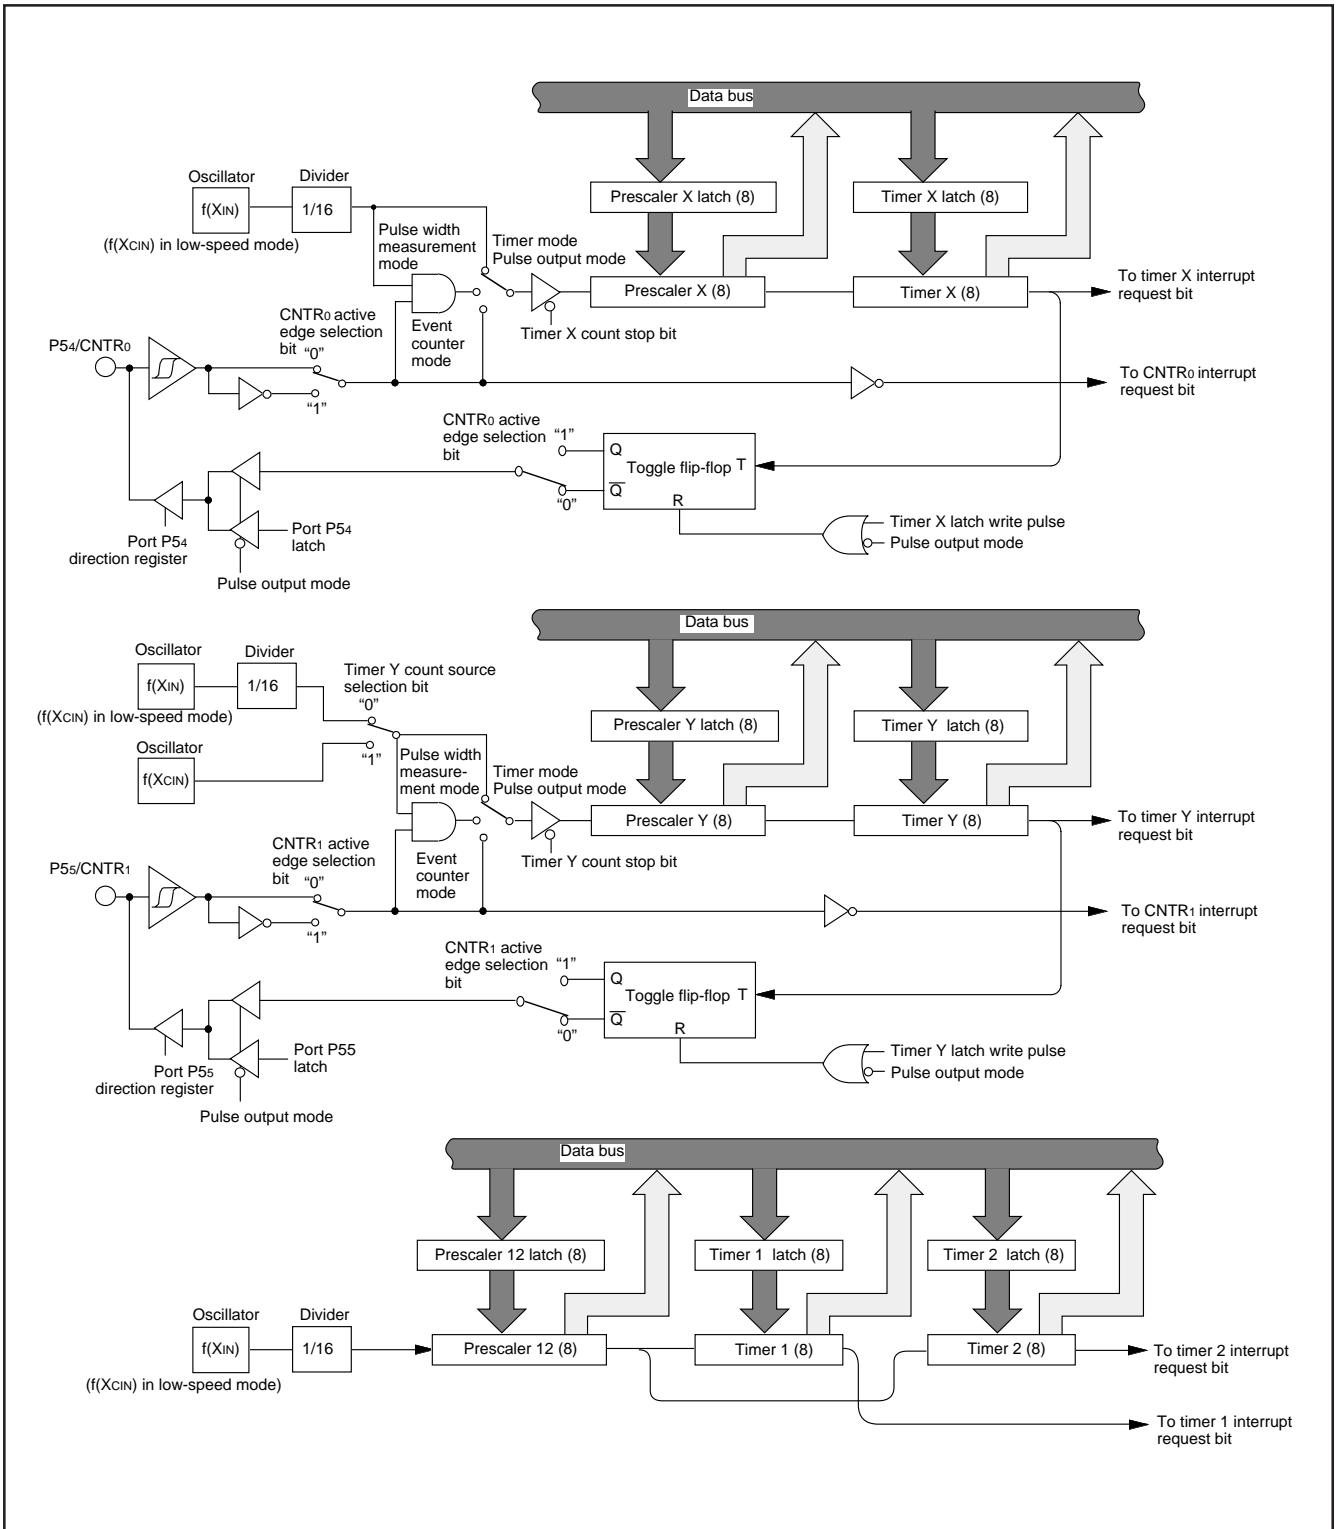 Data bus
Oscillator
Divider
f(XIN)
1/16
(f(XCIN) in low-speed mode)
Prescaler X latch (8)
Timer X latch (8)
Pulse width
measurement
mode
Timer mode
Pulse output mode
Prescaler X (8)
Timer X (8)
To timer X interrupt
request bit
Timer X count stop bit
CNTR0 active
edge selection
bit
"0"
Event
counter
mode
P54/CNTR0
"1"
To CNTR0 interrupt
request bit
CNTR0 active
edge selection
bit
"1"
"0"
Q
Toggle flip-flop
T
Q
R
Timer X latch write pulse
Pulse output mode
Port P54
latch
Port P54
direction register
Pulse output mode
Data bus
Oscillator
Divider
f(XIN)
1/16
(f(XCIN) in low-speed mode)
Oscillator
f(XCIN)
Timer Y count source
selection bit
"0"
"1"
Prescaler Y latch (8)
Timer Y latch (8)
Pulse width
measure-
ment mode
Timer mode
Pulse output mode
Prescaler Y (8)
Timer Y (8)
To timer Y interrupt
request bit
Timer Y count stop bit
CNTR1 active
edge selection
bit
"0"
Event
counter
mode
P55/CNTR1
"1"
To CNTR1 interrupt
request bit
CNTR1 active
edge selection
bit
"1"
"0"
Q
Toggle flip-flop
T
Q
R
Timer Y latch write pulse
Pulse output mode
Port P55
latch
Port P55
direction register
Pulse output mode
Data bus
Prescaler 12 latch (8)
Timer 1 latch (8)
Timer 2 latch (8)
Oscillator
Divider
f(XIN)
1/16
(f(XCIN) in low-speed mode)
Prescaler 12 (8)
Timer 1 (8)
Timer 2 (8)
To timer 2 interrupt
request bit
To timer 1 interrupt
request bit